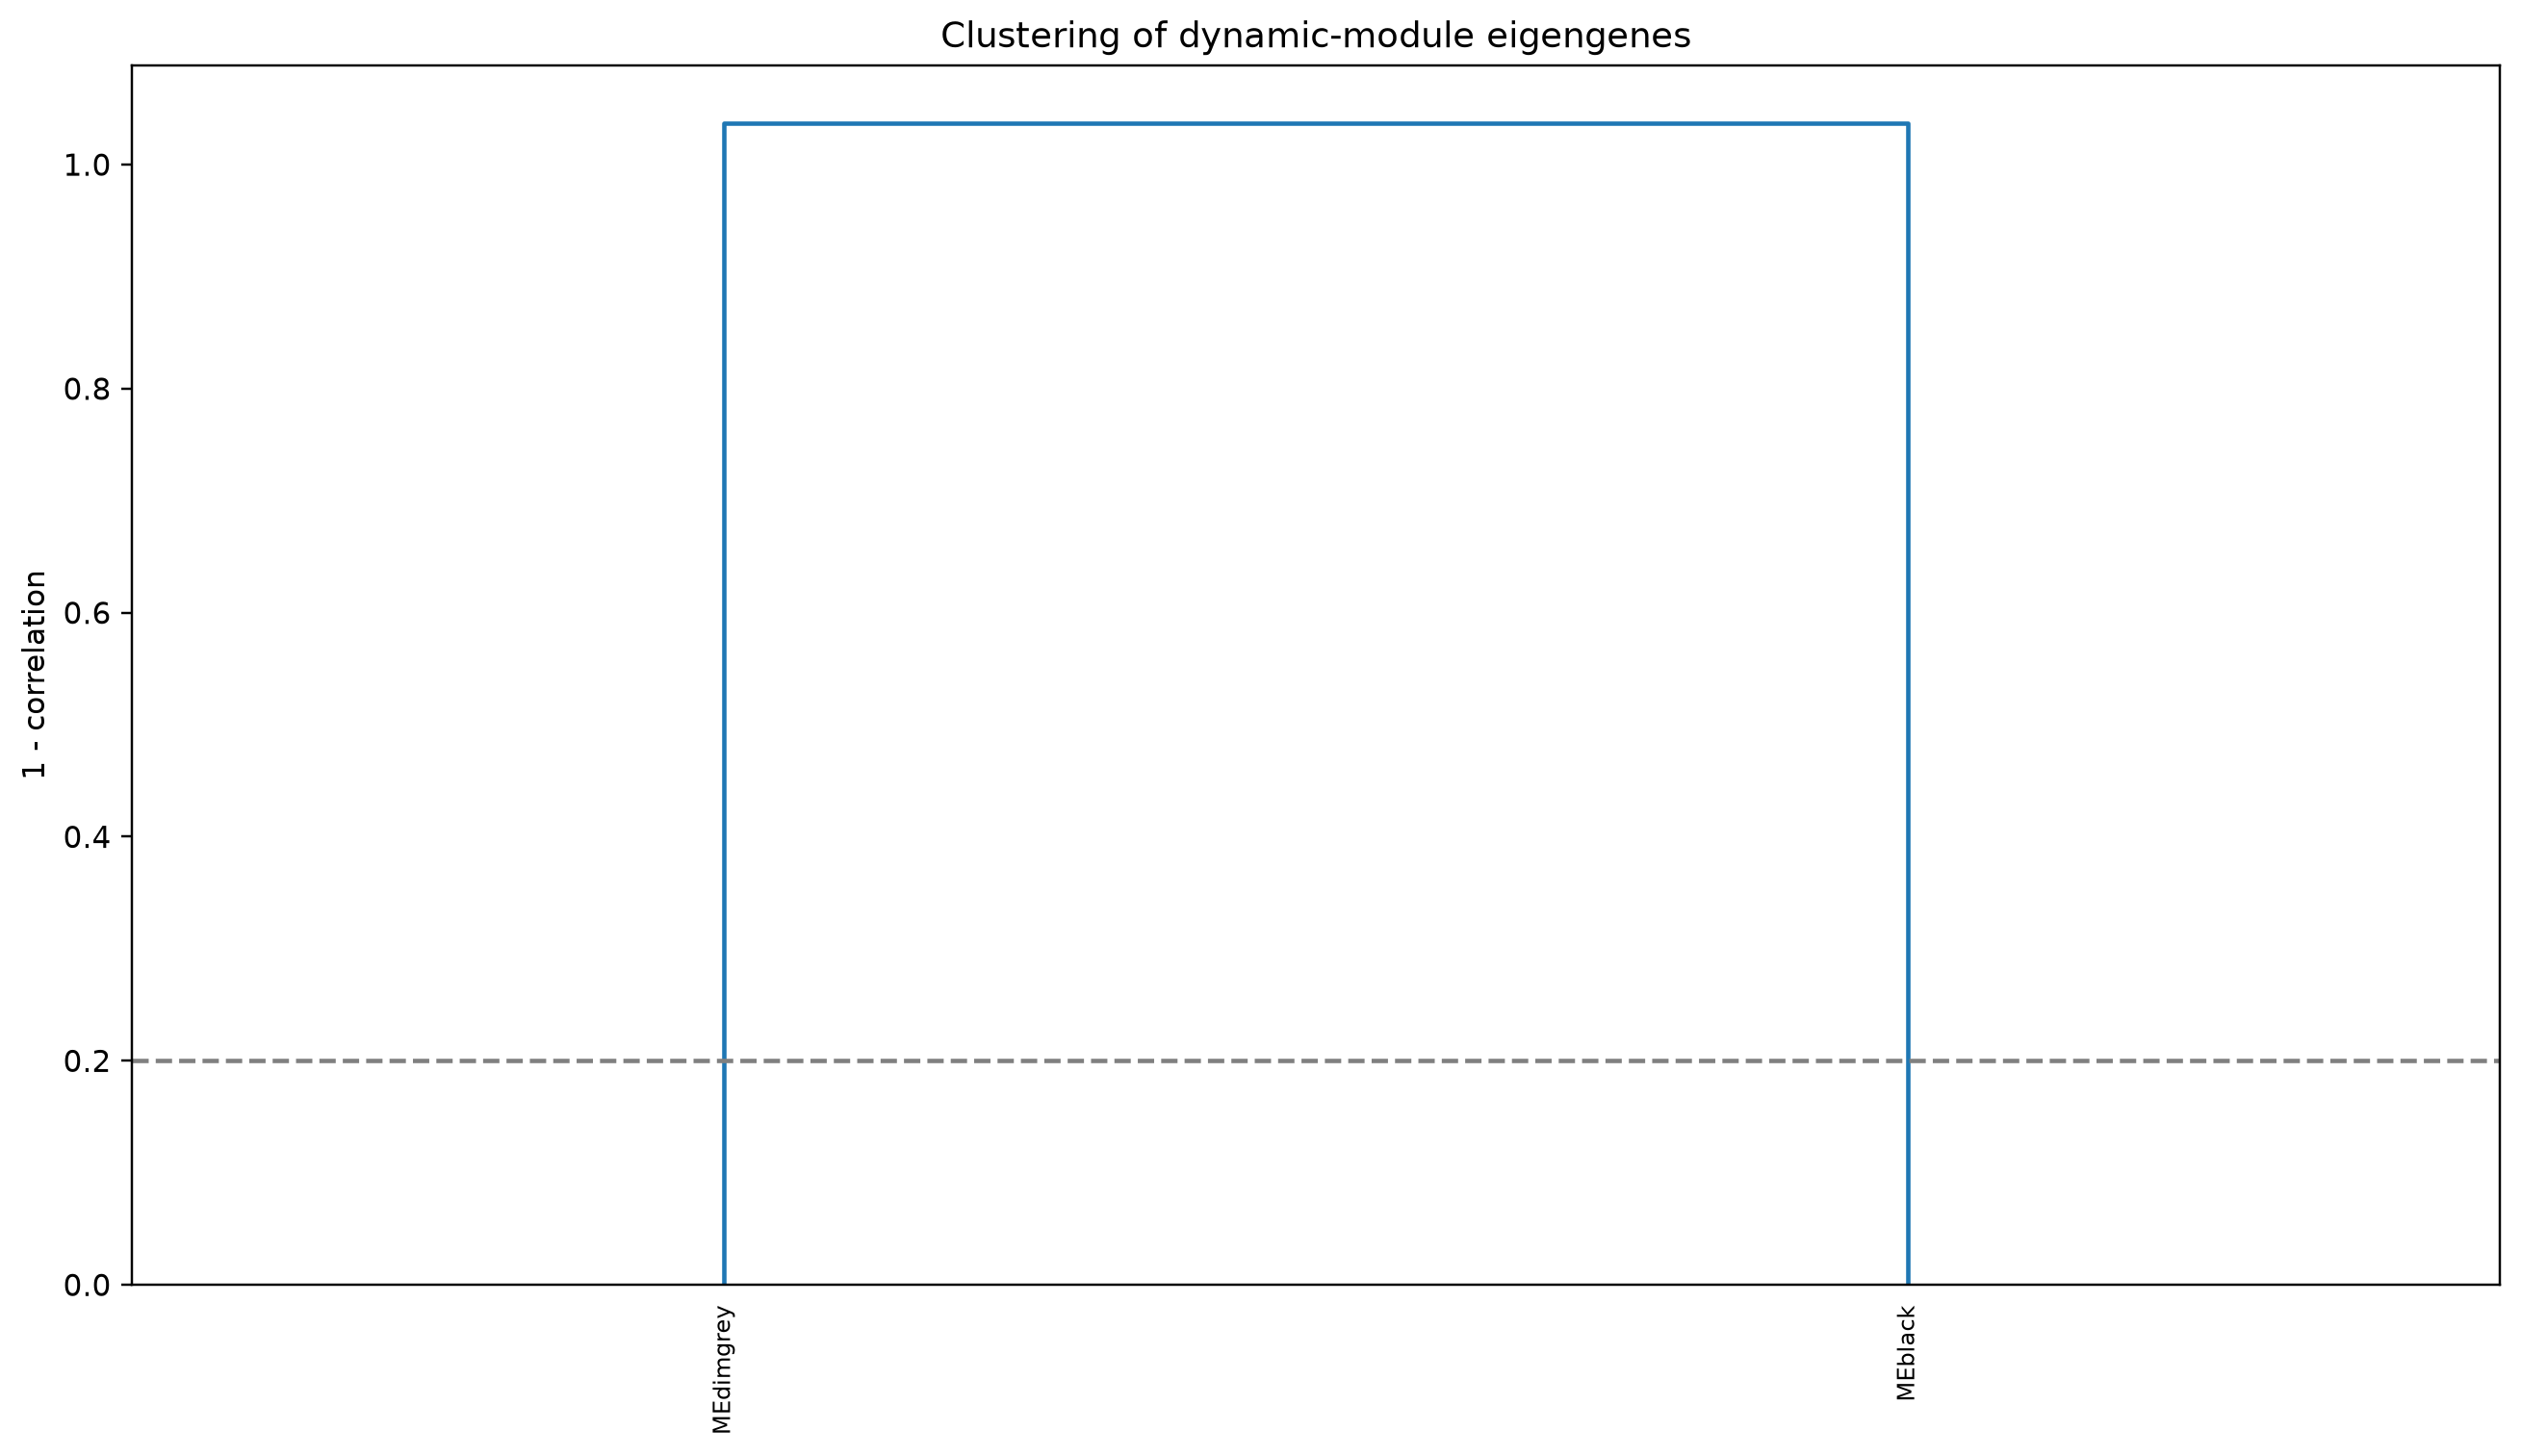 Clustering of dynamic-module eigengenes
1 - correlation
1.0
0.8
0.6
0.4
0.2
0.0
MEdimgrey
MEblack